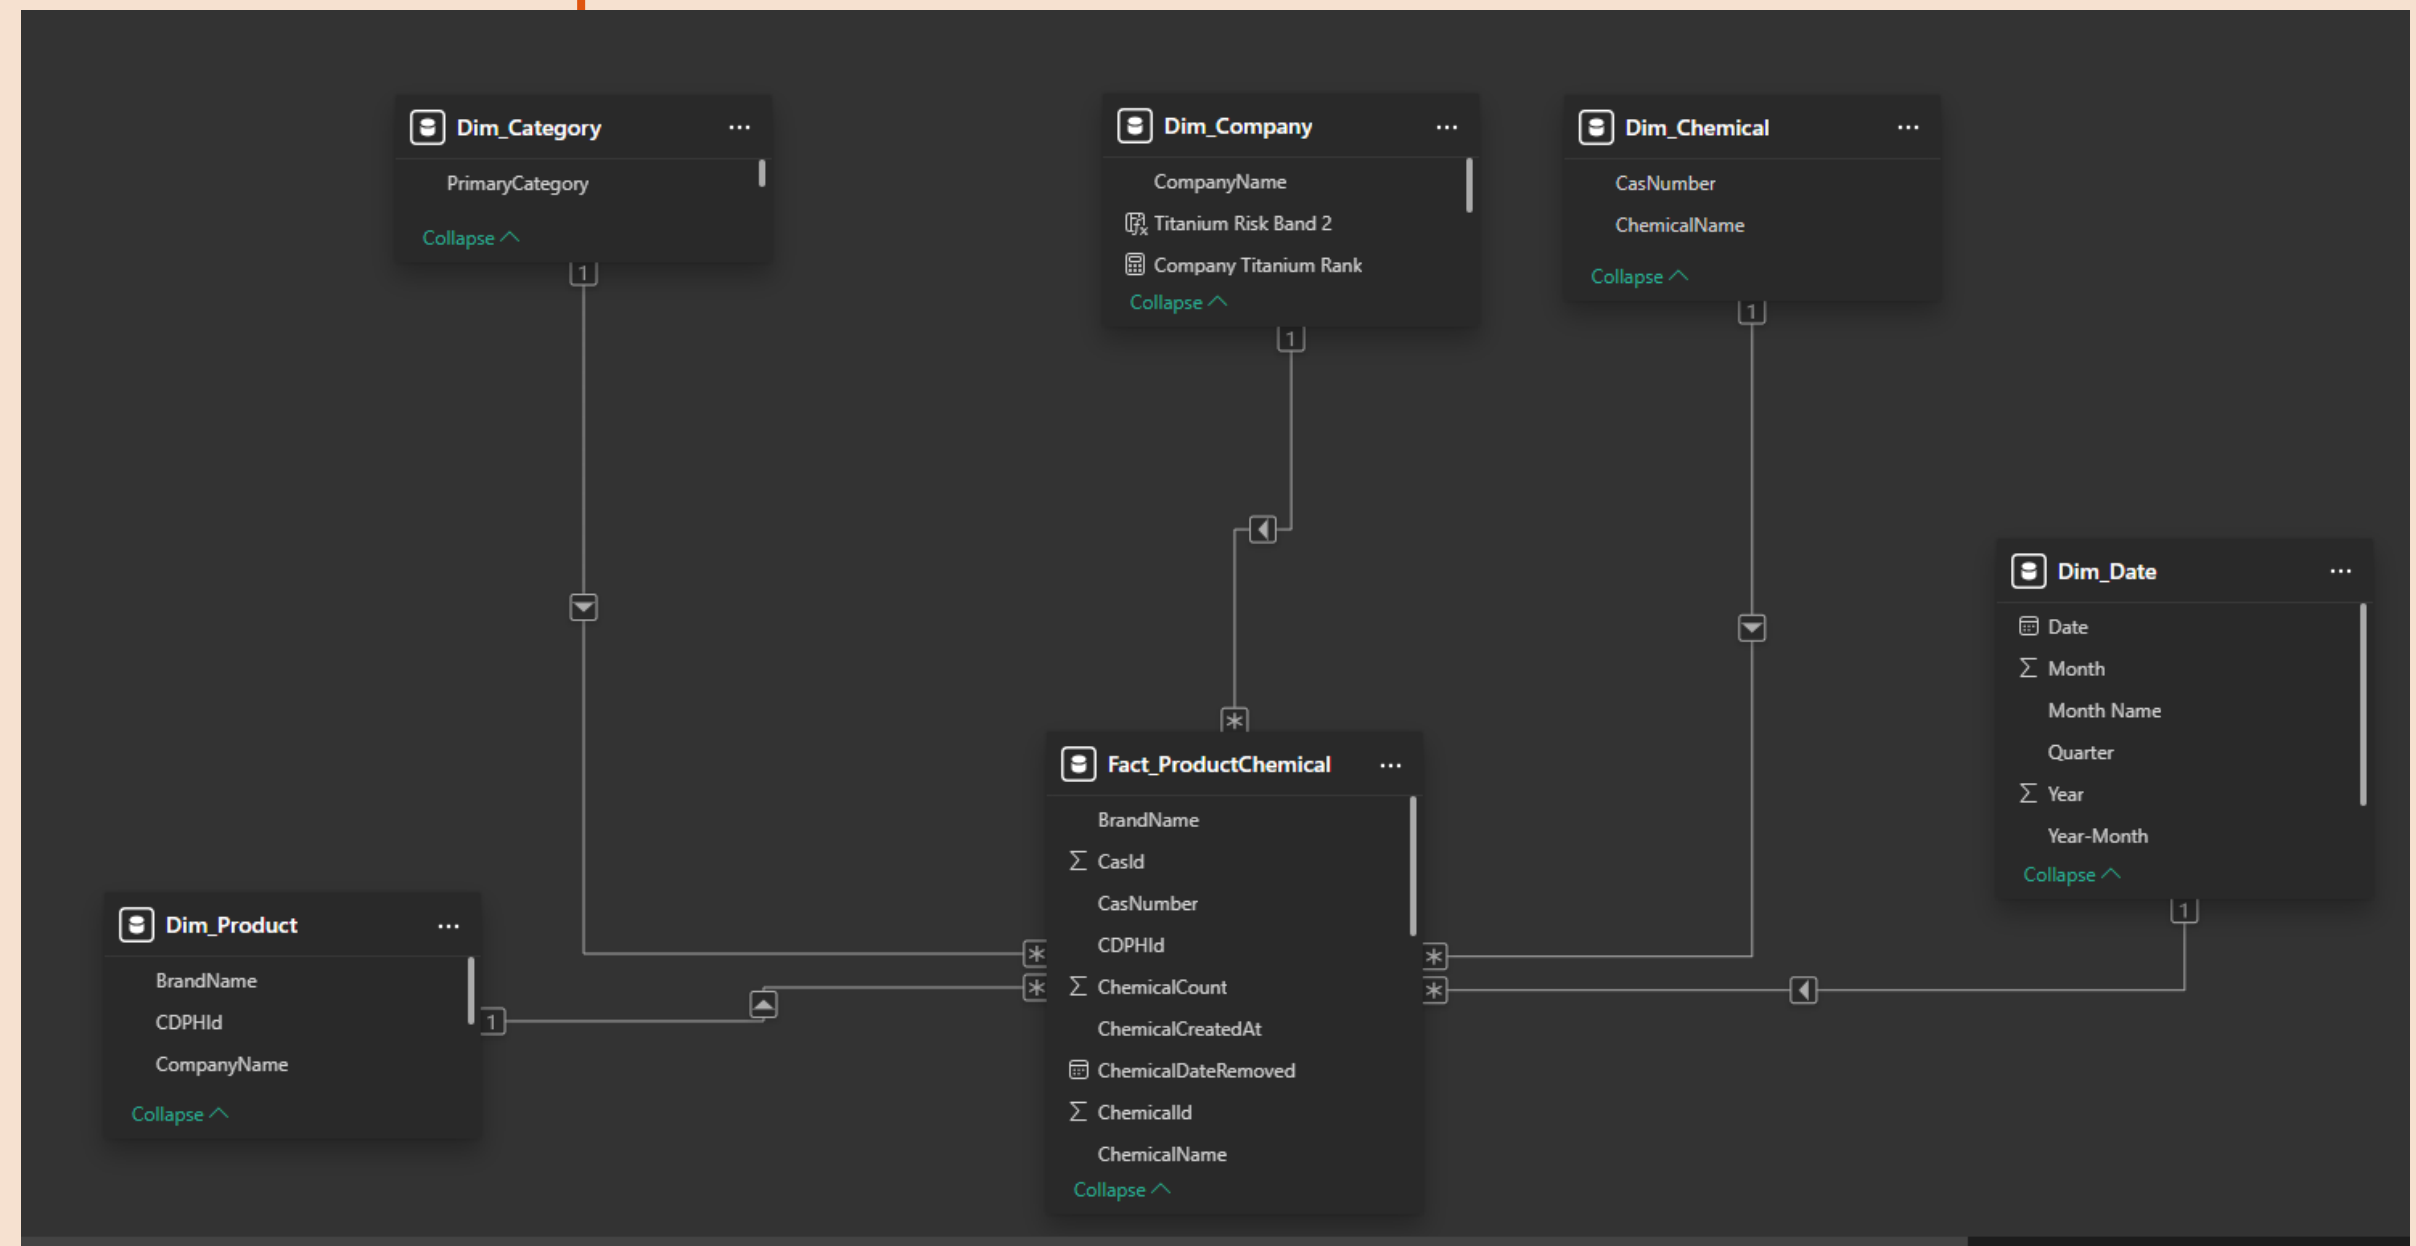 Dim_Category
...
PrimaryCategory
Collapse
1
Dim_Company
...
CompanyName
Titanium Risk Band 2
Company Titanium Rank
Collapse
1
Dim_Chemical
...
CasNumber
ChemicalName
Collapse
1
Dim_Date
...
Date
Σ Month
Month Name
Quarter
Σ Year
Year-Month
Collapse
1
Dim_Product
...
BrandName
CDPHId
CompanyName
Collapse
1
*
Fact_ProductChemical
...
BrandName
Σ CasId
CasNumber
CDPHId
Σ ChemicalCount
ChemicalCreatedAt
ChemicalDateRemoved
Σ ChemicalId
ChemicalName
Collapse
*
*
*
*